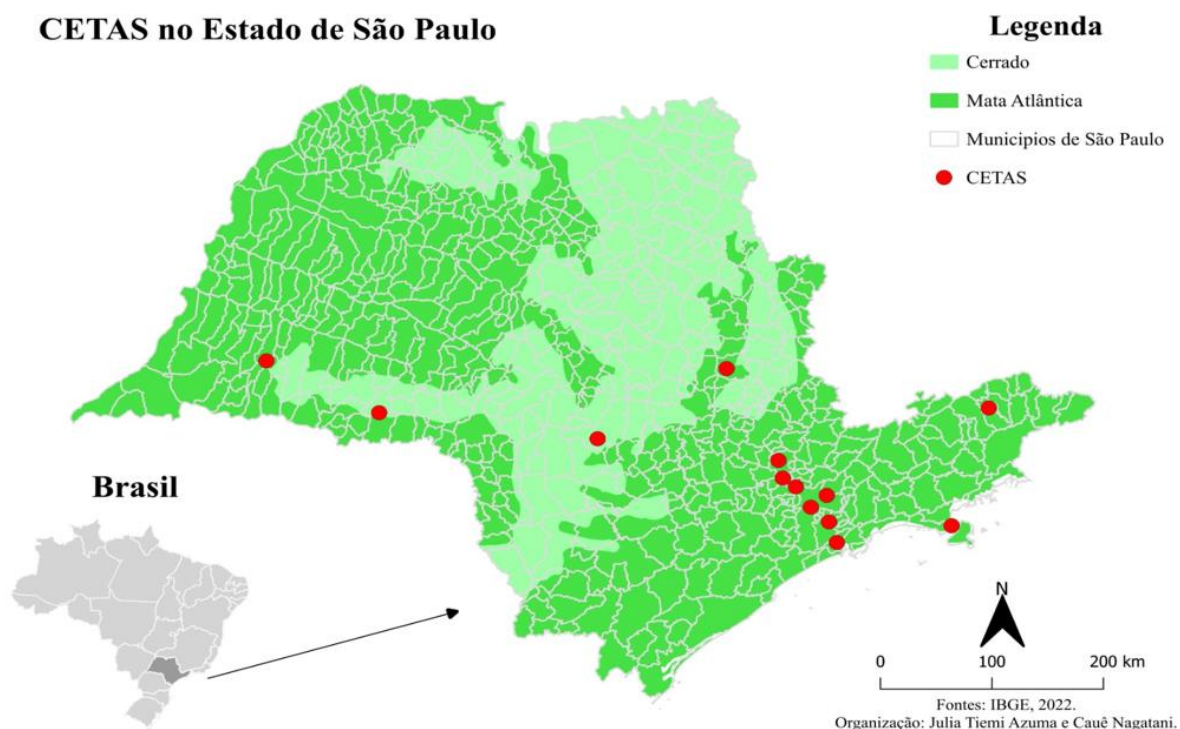 CETAS no Estado de São Paulo
Legenda
Cerrado
Mata Atlântica
Municipios de São Paulo
CETAS
Brasil
N
0 100 200 km
Fontes: IBGE, 2022.
Organização: Julia Tiemi Azuma e Cauê Nagatani.